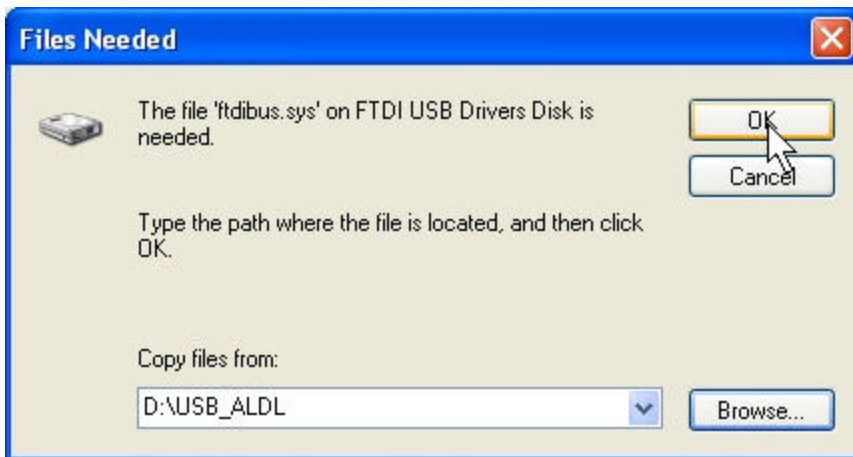 Files Needed
The file 'ftdibus.sys' on FTDI USB Drivers Disk is
needed.
OK
Cancel
Type the path where the file is located, and then click
OK.
Copy files from:
D:\USB_ALDL
Browse...